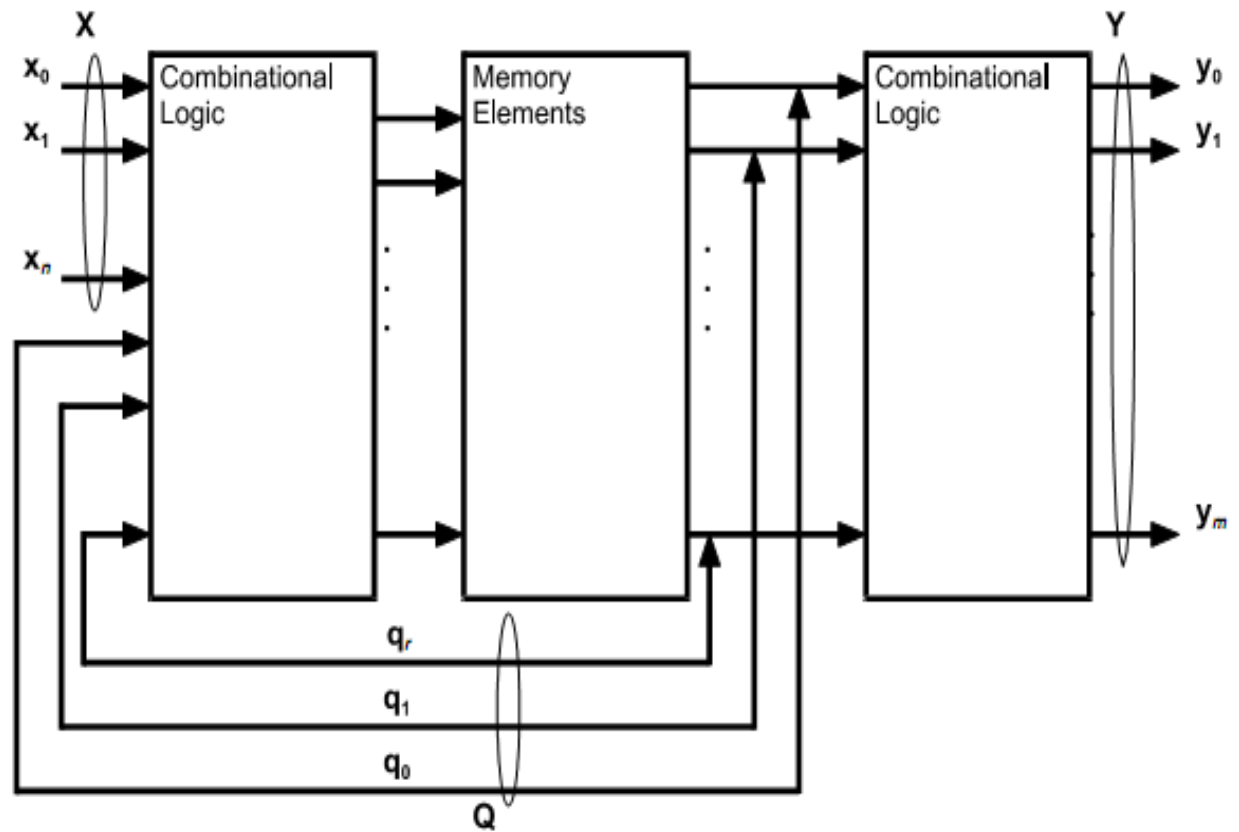 X
Y
x₀
x₁
xₙ
Combinational
Logic
Memory
Elements
Combinational
Logic
y₀
y₁
yₘ
qᵣ
q₁
q₀
Q